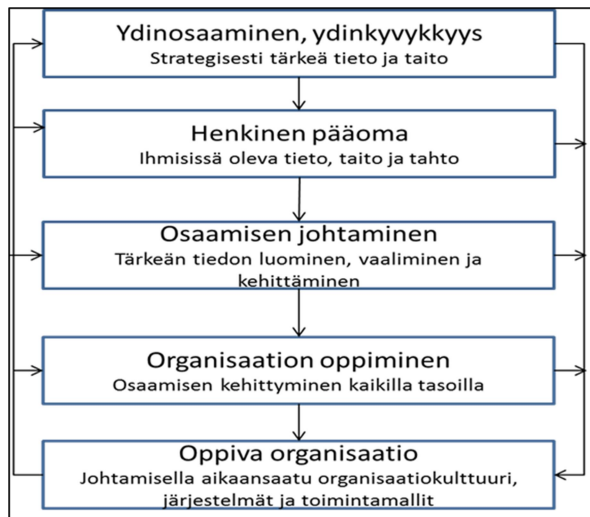 Ydinosaaminen, ydinkyvykkyys
Strategisesti tärkeä tieto ja taito
Henkinen pääoma
Ihmisissä oleva tieto, taito ja tahto
Osaamisen johtaminen
Tärkeän tiedon luominen, vaaliminen ja
kehittäminen
Organisaation oppiminen
Osaamisen kehittyminen kaikilla tasoilla
Oppiva organisaatio
Johtamisella aikaansaatu organisaatiokulttuuri,
järjestelmät ja toimintamallit